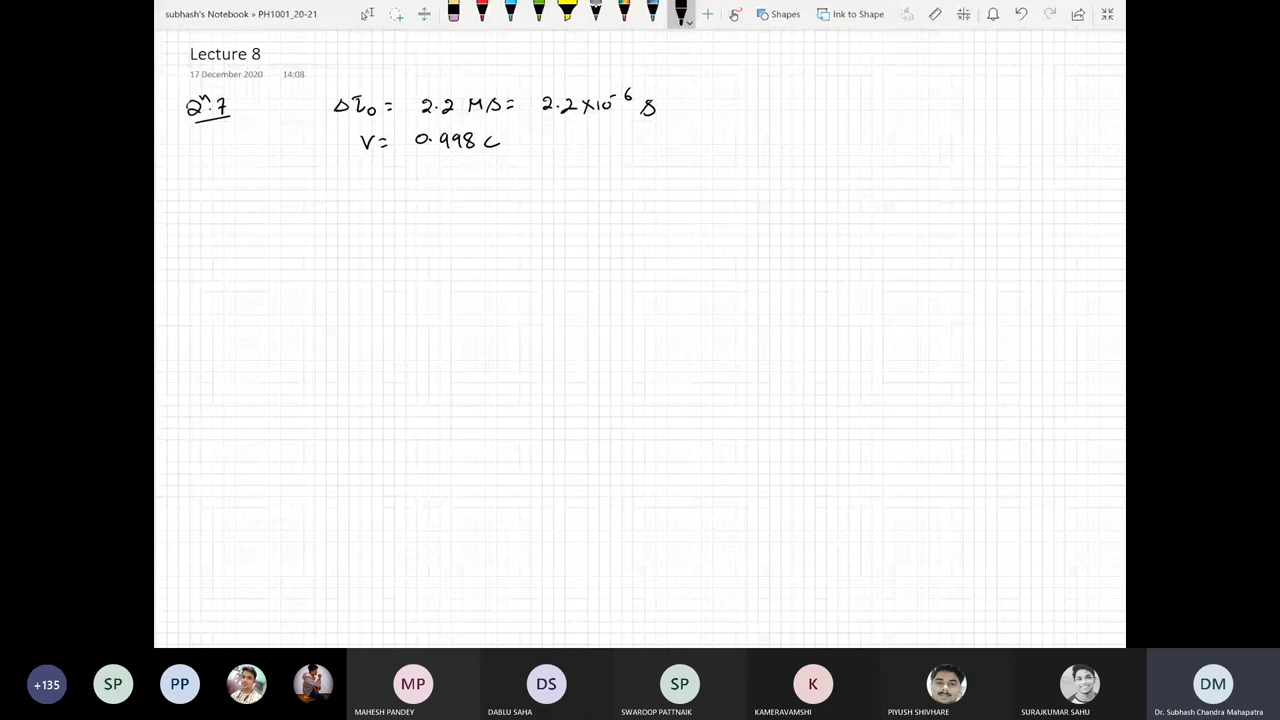 subhash's Notebook » PH1001_20-21
Shapes
Ink to Shape
Lecture 8
17 December 2020 14:08
Qⁿ.7 Δτ₀ = 2.2 μs = 2.2×10⁻⁶ s
v = 0.998 c
+135
SP
PP
MP
DS
SP
K
DM
MAHESH PANDEY
DABLU SAHA
SWAROOP PATTNAIK
KAMERAVAMSHI
PIYUSH SHIVHARE
SURAJKUMAR SAHU
Dr. Subhash Chandra Mahapatra